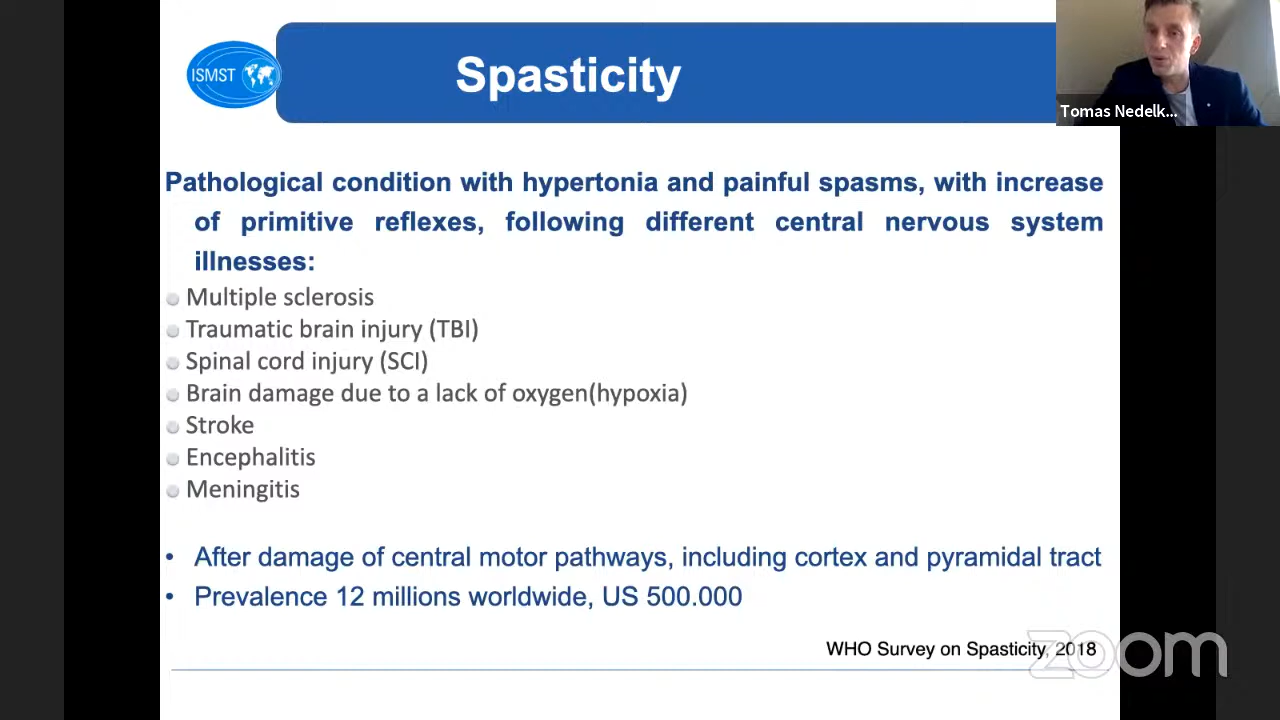 ISMST
Spasticity
Tomas Nedelk...
Pathological condition with hypertonia and painful spasms, with increase
of primitive reflexes, following different central nervous system
illnesses:
Multiple sclerosis
Traumatic brain injury (TBI)
Spinal cord injury (SCI)
Brain damage due to a lack of oxygen(hypoxia)
Stroke
Encephalitis
Meningitis
• After damage of central motor pathways, including cortex and pyramidal tract
• Prevalence 12 millions worldwide, US 500.000
WHO Survey on Spasticity, 2018
zoom